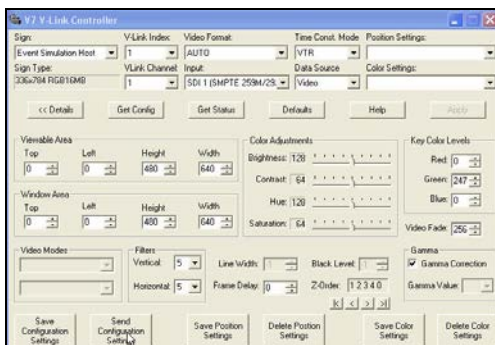 V7 V-Link Controller
Sign: V-Link Index: Video Format: Time Const. Mode Position Settings:
Event Simulation Host 1 AUTO VTR
Sign Type: VLink Channel: Input: Data Source Color Settings:
336x784 RGB16MB 1 SDI 1 (SMPTE 259M/29. Video
<< Details Get Config Get Status Defaults Help Apply
Viewable Area Color Adjustments Key Color Levels
Top Left Height Width Brightness: 128 Red: 0
0 0 480 640 Contrast: 64 Green: 247
Window Area Hue: 128 Blue: 0
Top Left Height Width
0 0 480 640 Saturation: 64 Video Fade: 256
Video Modes Filters Gamma
Vertical: 5 Line Width: 1 Black Level: 1 Gamma Correction
Horizontal: 5 Frame Delay: 0 Z-Order: 1 2 3 4 0 Gamma Value:
Save Configuration Settings Send Configuration Settings Save Position Settings Delete Position Settings Save Color Settings Delete Color Settings